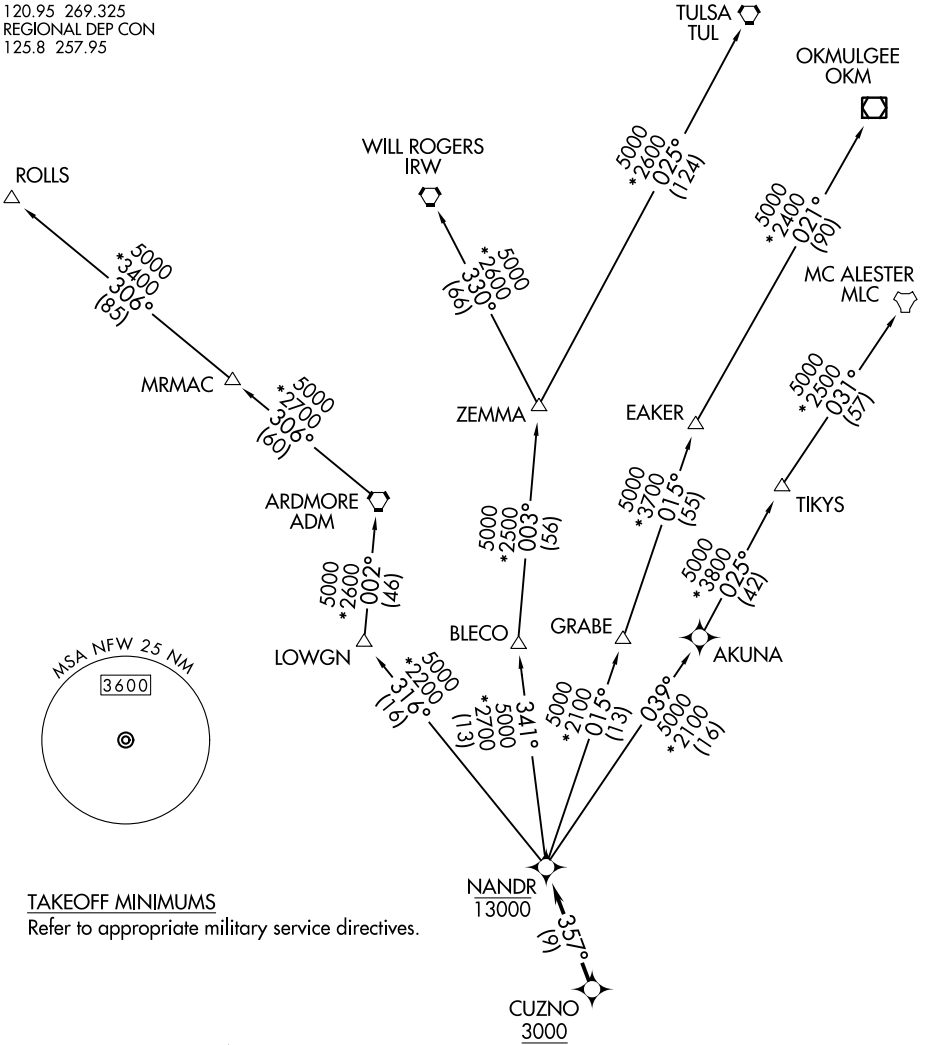 120.95 269.325
REGIONAL DEP CON
125.8 257.95
TULSA
TUL
OKMULGEE
OKM
WILL ROGERS
IRW
5000
*2600
025°
(124)
ROLLS
5000
*2400
021°
(90)
5000
*2600
330°
(66)
5000
*3400
306°
(85)
MC ALESTER
MLC
MRMAC
5000
*2700
306°
(60)
ZEMMA
EAKER
5000
*2500
031°
(57)
ARDMORE
ADM
5000
*2500
003°
(56)
5000
*3700
015°
(55)
TIKYS
5000
*2600
002°
(46)
5000
*3800
025°
(42)
LOWGN
BLECO
GRABE
AKUNA
MSA NFW 25 NM
3600
5000
*2200
316°
(16)
341°
5000
*2700
(13)
5000
*2100
015°
(13)
039°
5000
*2100
(16)
NANDR
13000
TAKEOFF MINIMUMS
Refer to appropriate military service directives.
357°
(9)
CUZNO
3000